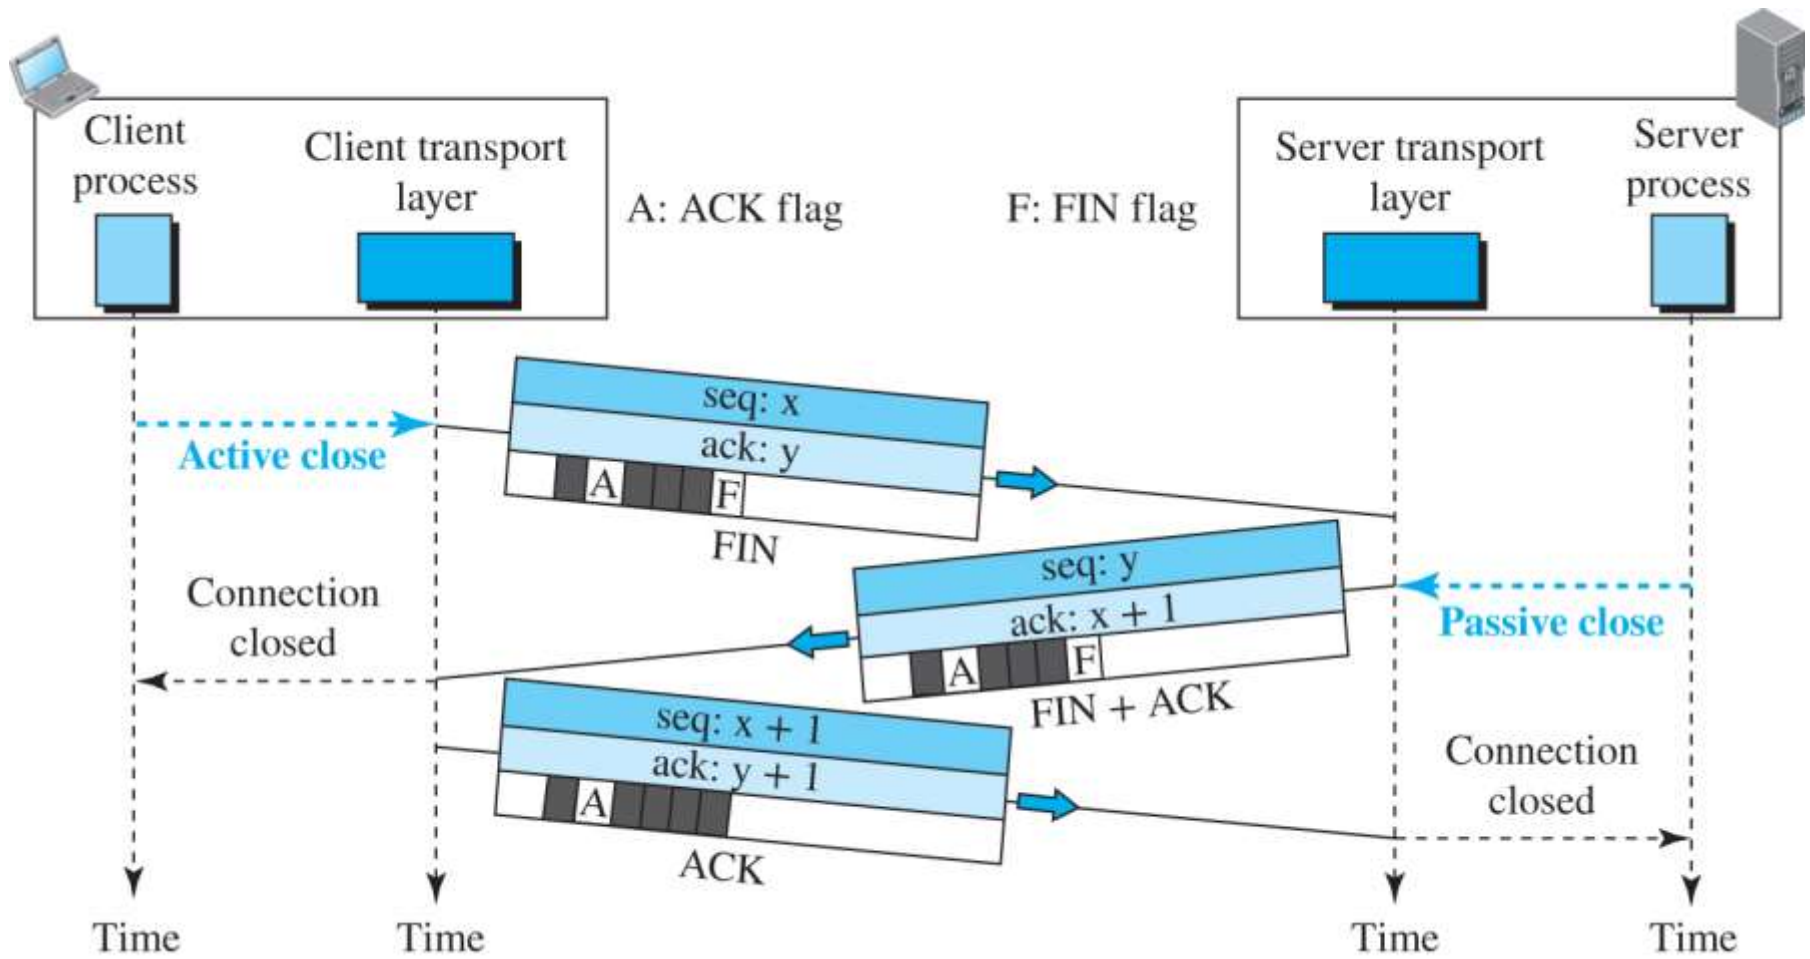 Client
process
Client transport
layer
A: ACK flag
F: FIN flag
Server transport
layer
Server
process
Active close
seq: x
ack: y
A F
FIN
Passive close
seq: y
ack: x + 1
A F
FIN + ACK
Connection
closed
seq: x + 1
ack: y + 1
A
ACK
Connection
closed
Time
Time
Time
Time